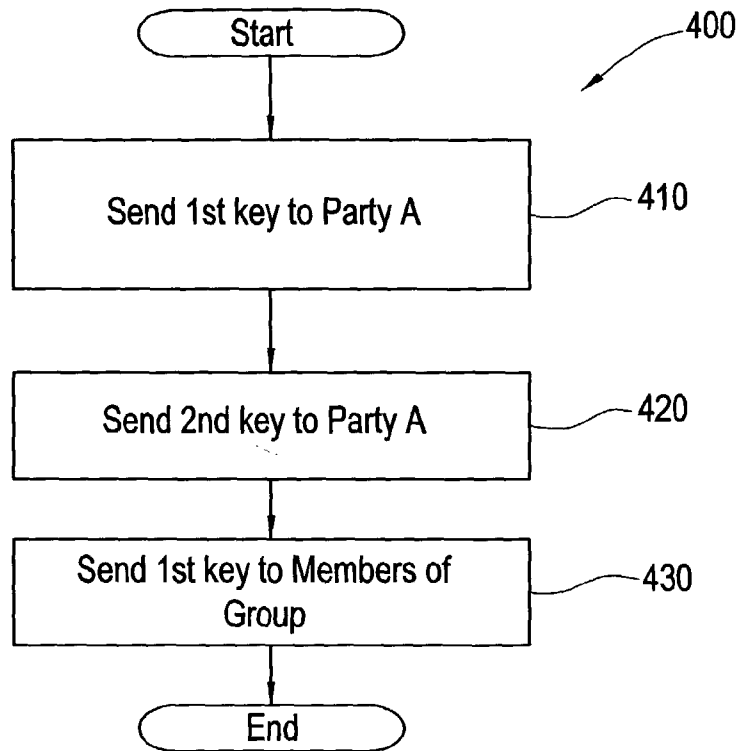 Start
400
Send 1st key to Party A
410
Send 2nd key to Party A
420
Send 1st key to Members of
Group
430
End